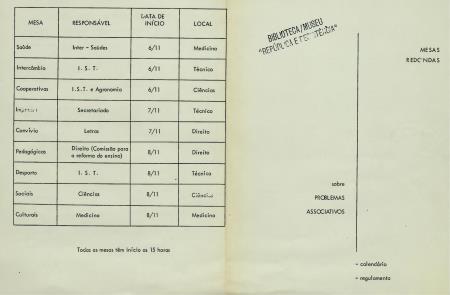 MESA RESPONSÁVEL DATA DE INÍCIO LOCAL
Saúde Inter - Saúdes 6/11 Medicina
Intercâmbio I. S. T. 6/11 Técnico
Cooperativas I.S.T. e Agronomia 6/11 Ciências
Secretariado 7/11 Técnico
Convívio Letras 7/11 Direito
Pedagógicas Direito (Comissão para a reforma do ensino) 8/11 Direito
Desporto I. S. T. 8/11 Técnico
Sociais Ciências 8/11 Ciências
Culturais Medicina 8/11 Medicina
Todas as mesas têm início às 15 horas
BIBLIOTECA/MUSEU
"REPÚBLICA E
MESAS
REDONDAS
sobre
PROBLEMAS
ASSOCIATIVOS
- calendário
- regulamento